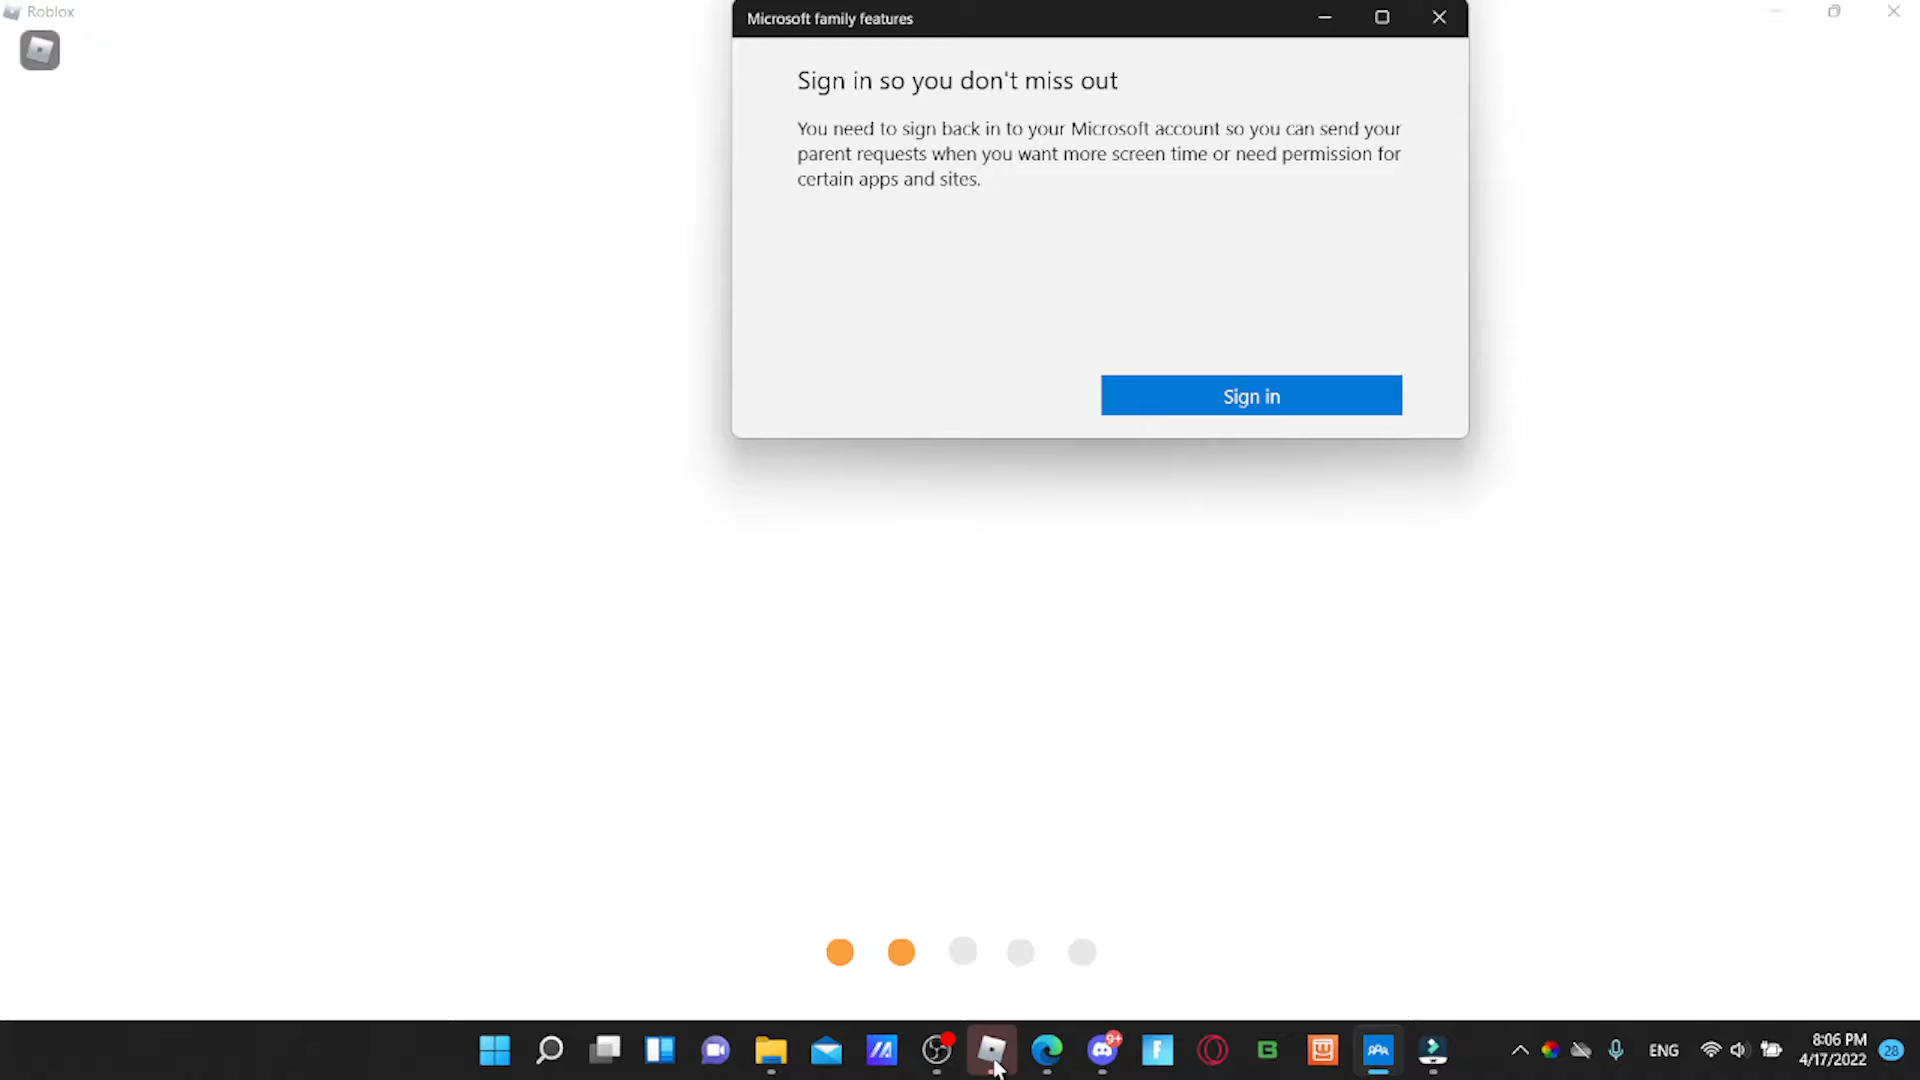 Roblox
Microsoft family features
Sign in so you don't miss out
You need to sign back in to your Microsoft account so you can send your
parent requests when you want more screen time or need permission for
certain apps and sites.
Sign in
9+
ENG
8:06 PM
4/17/2022
28